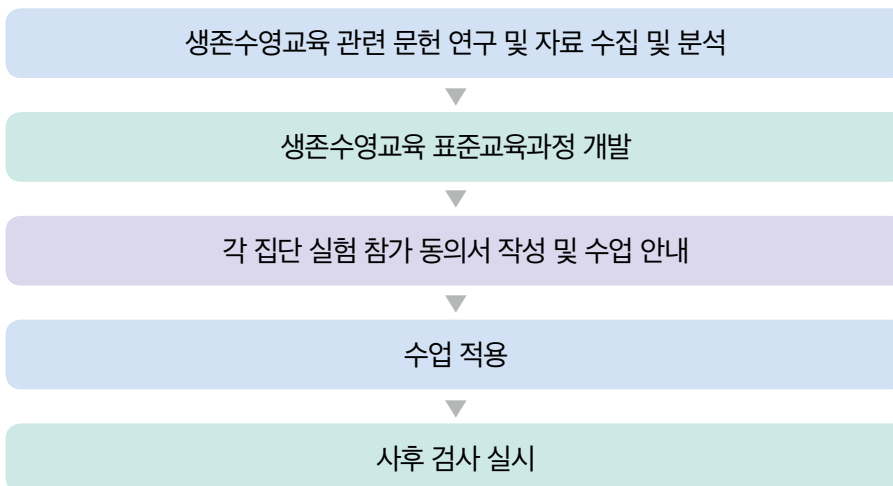 생존수영교육 관련 문헌 연구 및 자료 수집 및 분석
생존수영교육 표준교육과정 개발
각 집단 실험 참가 동의서 작성 및 수업 안내
수업 적용
사후 검사 실시